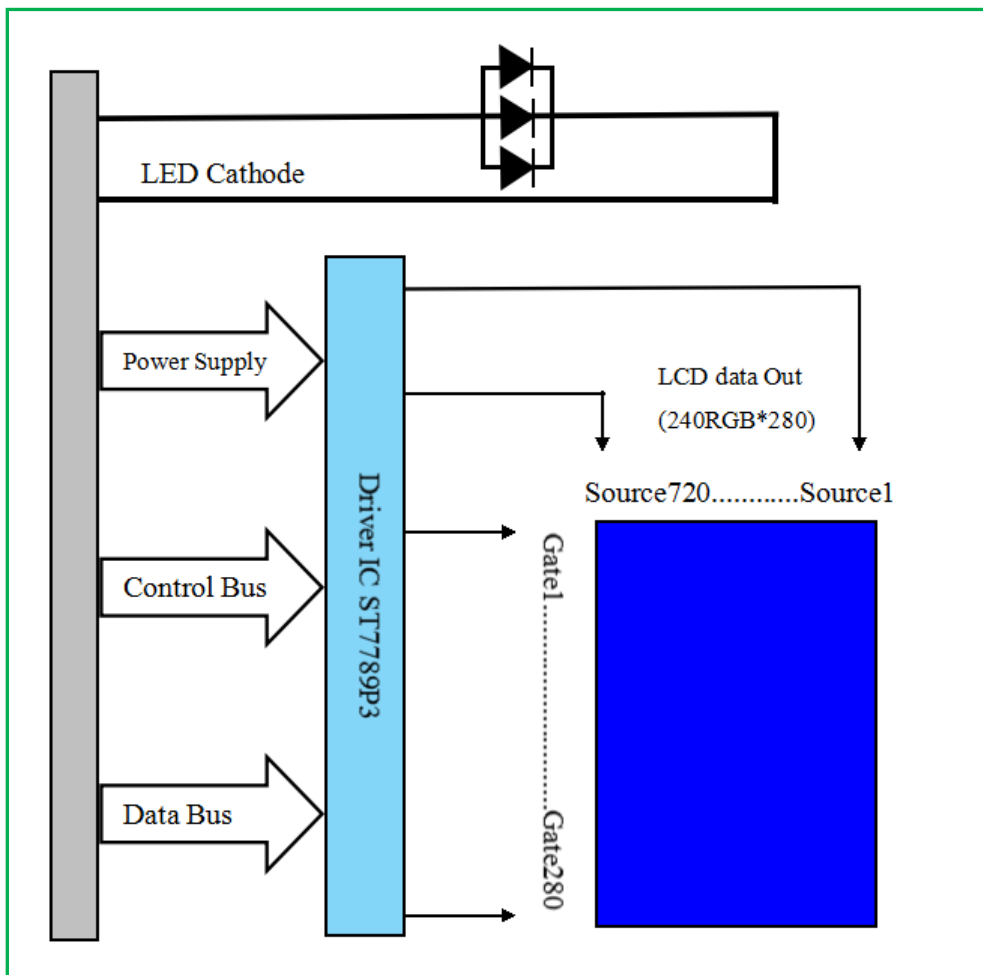 LED Cathode
Power Supply
LCD data Out
(240RGB*280)
Source720............Source1
Driver IC ST7789P3
Gate1..............................Gate280
Control Bus
Data Bus